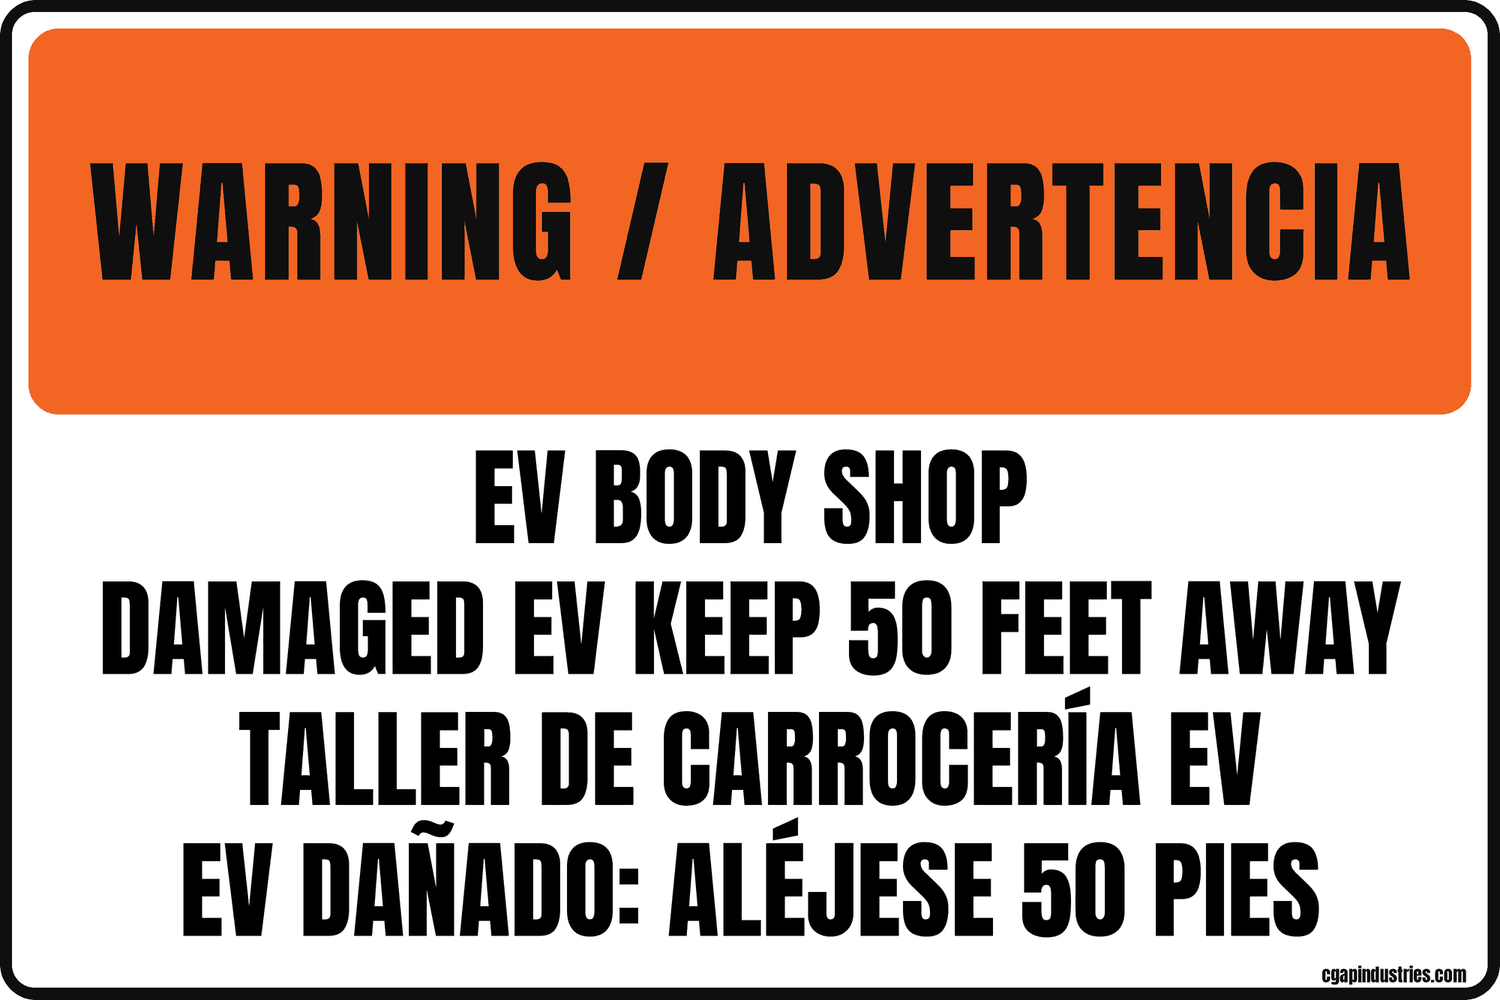 WARNING / ADVERTENCIA
EV BODY SHOP
DAMAGED EV KEEP 50 FEET AWAY
TALLER DE CARROCERÍA EV
EV DAÑADO: ALÉJESE 50 PIES
cgapindustries.com